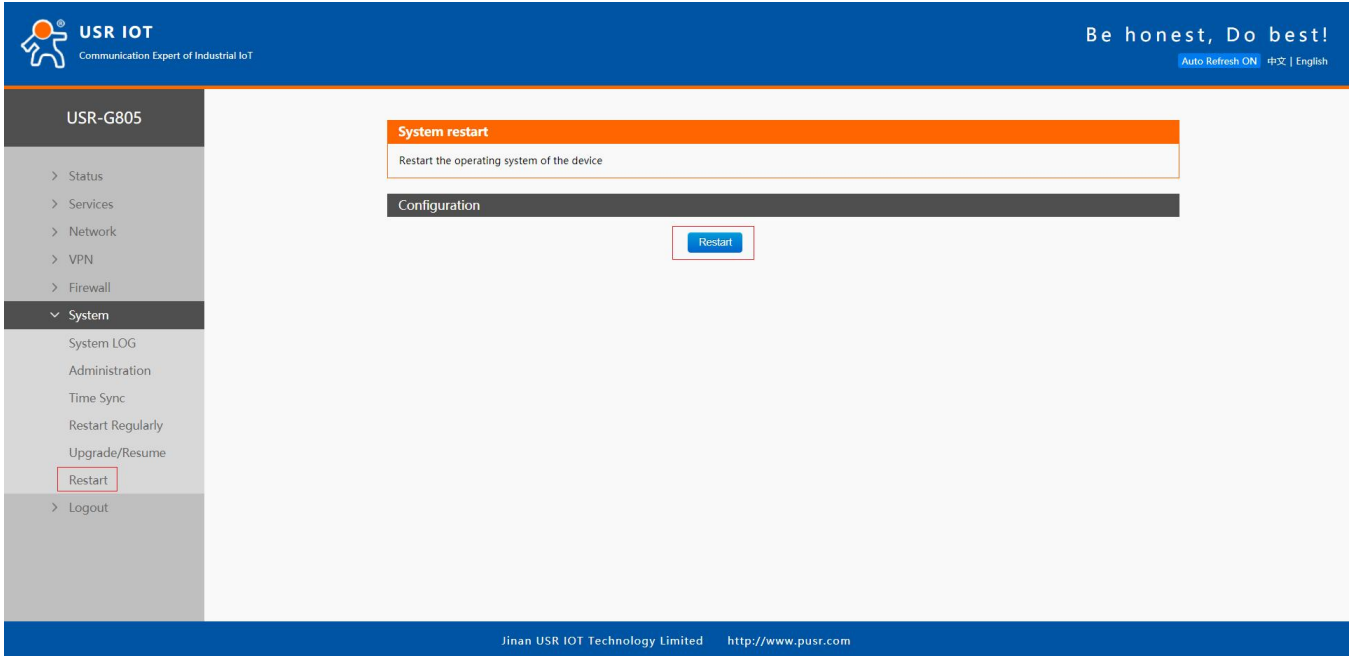 USR IOT
Communication Expert of Industrial IoT
Be honest, Do best!
Auto Refresh ON 中文 | English
USR-G805
Status
Services
Network
VPN
Firewall
System
System LOG
Administration
Time Sync
Restart Regularly
Upgrade/Resume
Restart
Logout
System restart
Restart the operating system of the device
Configuration
Restart
Jinan USR IOT Technology Limited http://www.pusr.com